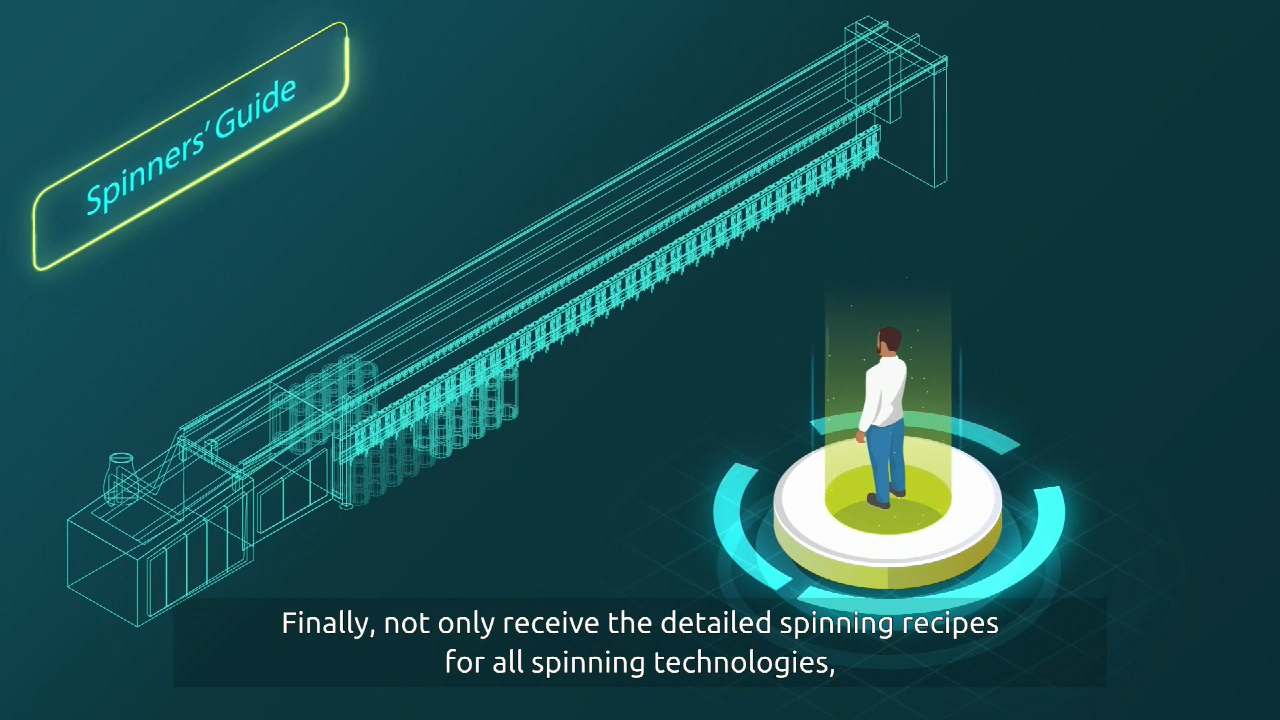 Spinners’ Guide
Finally, not only receive the detailed spinning recipes
for all spinning technologies,